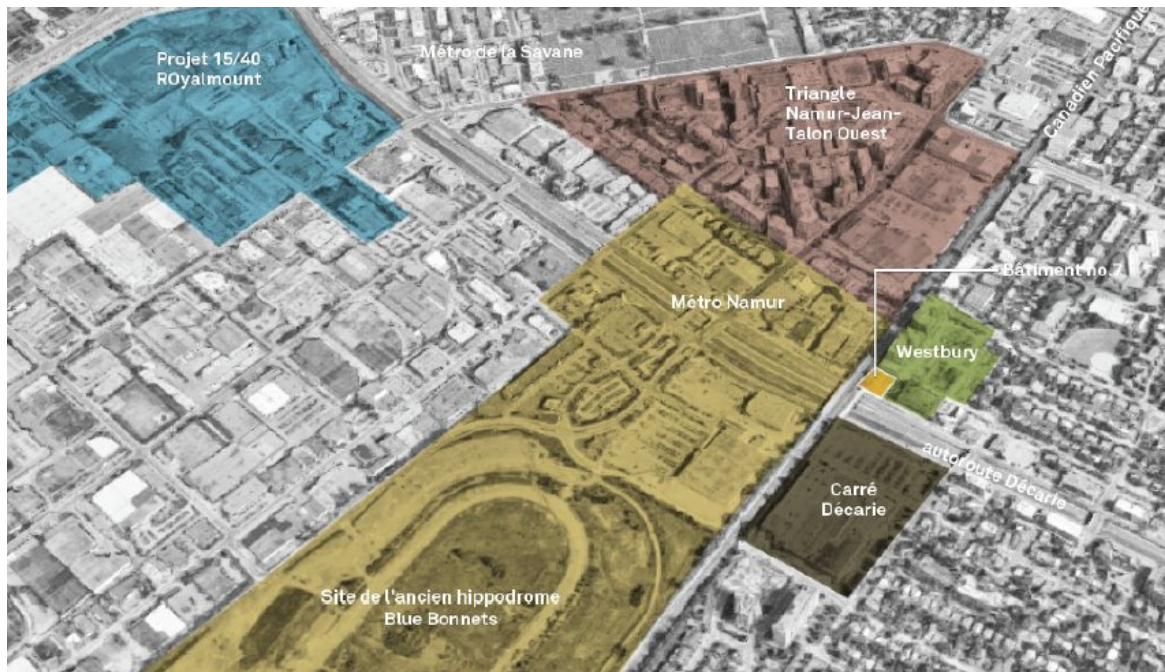 Projet 15/40
ROyalmount
Métro de la Savane
Triangle
Namur-Jean-
Talon Ouest
Canadien Pacifique
Bâtiment no.7
Métro Namur
Westbury
autoroute Décarie
Carré
Décarie
Site de l'ancien hippodrome
Blue Bonnets